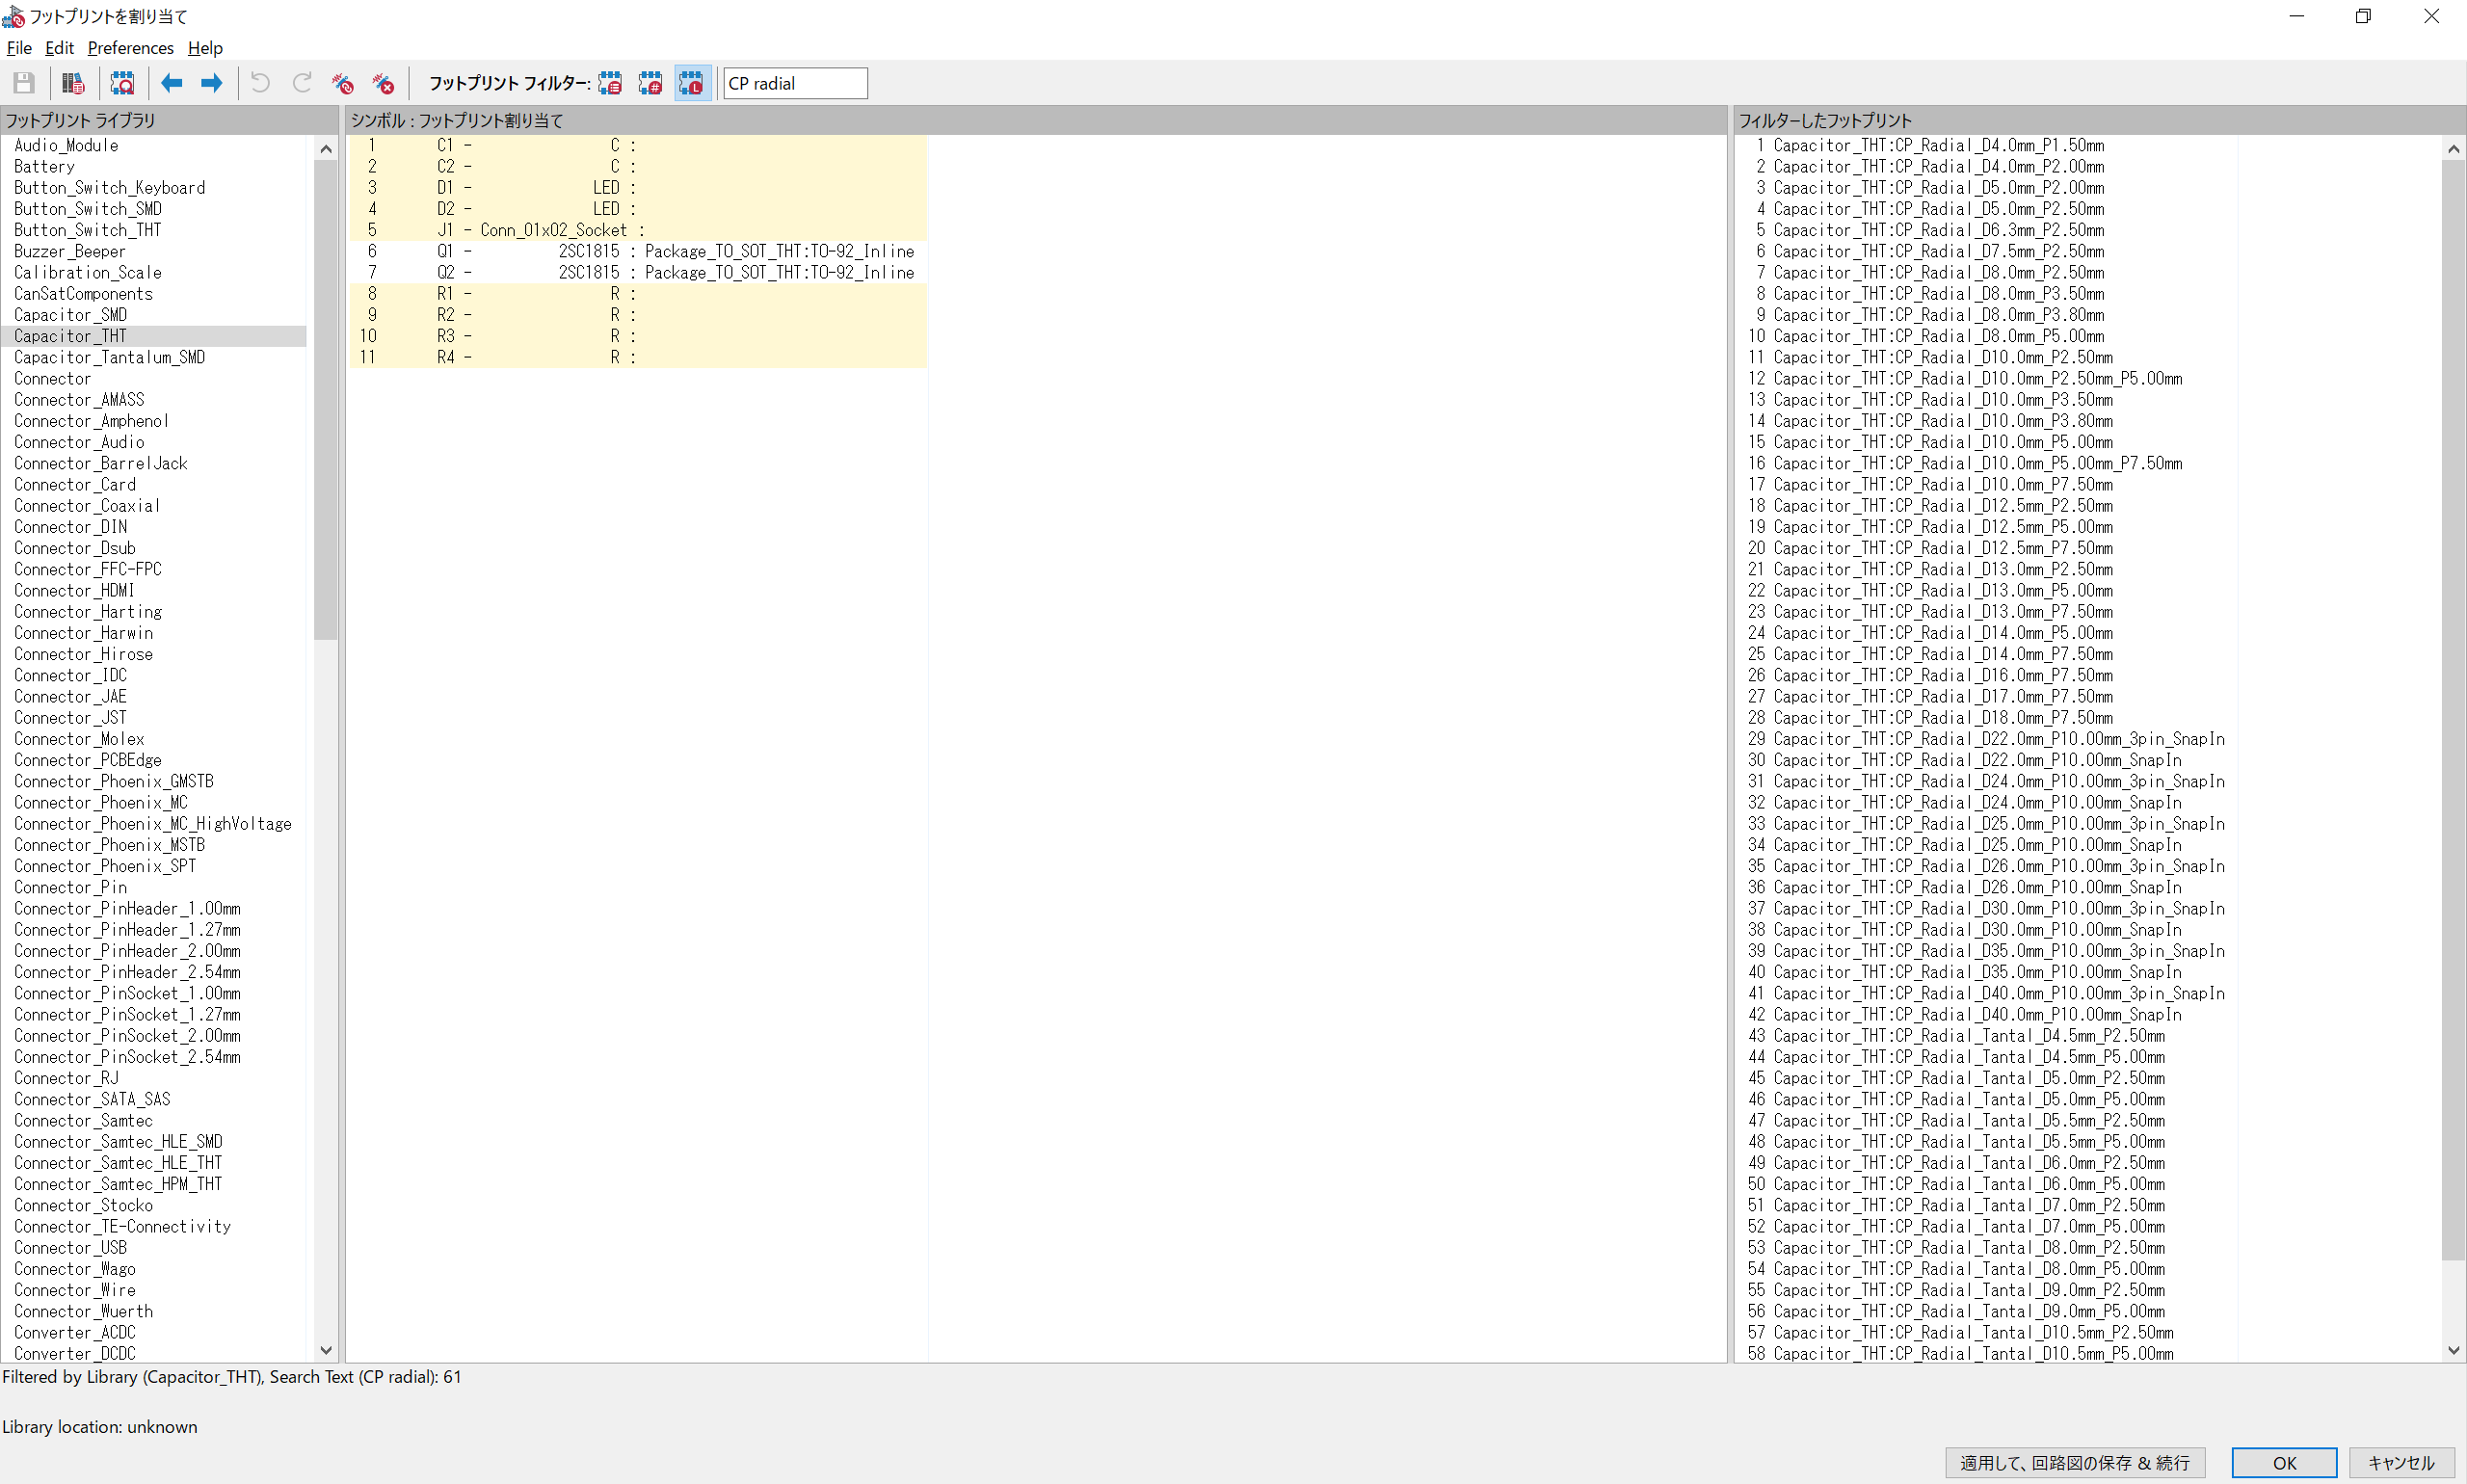 フットプリントを割り当て
File Edit Preferences Help
フットプリント フィルター: CP radial
フットプリント ライブラリ
Audio_Module
Battery
Button_Switch_Keyboard
Button_Switch_SMD
Button_Switch_THT
Buzzer_Beeper
Calibration_Scale
CanSatComponents
Capacitor_SMD
Capacitor_THT
Capacitor_Tantalum_SMD
Connector
Connector_AMASS
Connector_Amphenol
Connector_Audio
Connector_BarrelJack
Connector_Card
Connector_Coaxial
Connector_DIN
Connector_Dsub
Connector_FFC-FPC
Connector_HDMI
Connector_Harting
Connector_Harwin
Connector_Hirose
Connector_IDC
Connector_JAE
Connector_JST
Connector_Molex
Connector_PCBEdge
Connector_Phoenix_GMSTB
Connector_Phoenix_MC
Connector_Phoenix_MC_HighVoltage
Connector_Phoenix_MSTB
Connector_Phoenix_SPT
Connector_Pin
Connector_PinHeader_1.00mm
Connector_PinHeader_1.27mm
Connector_PinHeader_2.00mm
Connector_PinHeader_2.54mm
Connector_PinSocket_1.00mm
Connector_PinSocket_1.27mm
Connector_PinSocket_2.00mm
Connector_PinSocket_2.54mm
Connector_RJ
Connector_SATA_SAS
Connector_Samtec
Connector_Samtec_HLE_SMD
Connector_Samtec_HLE_THT
Connector_Samtec_HPM_THT
Connector_Stocko
Connector_TE-Connectivity
Connector_USB
Connector_Wago
Connector_Wire
Connector_Wuerth
Converter_ACDC
Converter_DCDC
シンボル : フットプリント割り当て
1 C1 - C :
2 C2 - C :
3 D1 - LED :
4 D2 - LED :
5 J1 - Conn_01x02_Socket :
6 Q1 - 2SC1815 : Package_TO_SOT_THT:TO-92_Inline
7 Q2 - 2SC1815 : Package_TO_SOT_THT:TO-92_Inline
8 R1 - R :
9 R2 - R :
10 R3 - R :
11 R4 - R :
フィルターしたフットプリント
1 Capacitor_THT:CP_Radial_D4.0mm_P1.50mm
2 Capacitor_THT:CP_Radial_D4.0mm_P2.00mm
3 Capacitor_THT:CP_Radial_D5.0mm_P2.00mm
4 Capacitor_THT:CP_Radial_D5.0mm_P2.50mm
5 Capacitor_THT:CP_Radial_D6.3mm_P2.50mm
6 Capacitor_THT:CP_Radial_D7.5mm_P2.50mm
7 Capacitor_THT:CP_Radial_D8.0mm_P2.50mm
8 Capacitor_THT:CP_Radial_D8.0mm_P3.50mm
9 Capacitor_THT:CP_Radial_D8.0mm_P3.80mm
10 Capacitor_THT:CP_Radial_D8.0mm_P5.00mm
11 Capacitor_THT:CP_Radial_D10.0mm_P2.50mm
12 Capacitor_THT:CP_Radial_D10.0mm_P2.50mm_P5.00mm
13 Capacitor_THT:CP_Radial_D10.0mm_P3.50mm
14 Capacitor_THT:CP_Radial_D10.0mm_P3.80mm
15 Capacitor_THT:CP_Radial_D10.0mm_P5.00mm
16 Capacitor_THT:CP_Radial_D10.0mm_P5.00mm_P7.50mm
17 Capacitor_THT:CP_Radial_D10.0mm_P7.50mm
18 Capacitor_THT:CP_Radial_D12.5mm_P2.50mm
19 Capacitor_THT:CP_Radial_D12.5mm_P5.00mm
20 Capacitor_THT:CP_Radial_D12.5mm_P7.50mm
21 Capacitor_THT:CP_Radial_D13.0mm_P2.50mm
22 Capacitor_THT:CP_Radial_D13.0mm_P5.00mm
23 Capacitor_THT:CP_Radial_D13.0mm_P7.50mm
24 Capacitor_THT:CP_Radial_D14.0mm_P5.00mm
25 Capacitor_THT:CP_Radial_D14.0mm_P7.50mm
26 Capacitor_THT:CP_Radial_D16.0mm_P7.50mm
27 Capacitor_THT:CP_Radial_D17.0mm_P7.50mm
28 Capacitor_THT:CP_Radial_D18.0mm_P7.50mm
29 Capacitor_THT:CP_Radial_D22.0mm_P10.00mm_3pin_SnapIn
30 Capacitor_THT:CP_Radial_D22.0mm_P10.00mm_SnapIn
31 Capacitor_THT:CP_Radial_D24.0mm_P10.00mm_3pin_SnapIn
32 Capacitor_THT:CP_Radial_D24.0mm_P10.00mm_SnapIn
33 Capacitor_THT:CP_Radial_D25.0mm_P10.00mm_3pin_SnapIn
34 Capacitor_THT:CP_Radial_D25.0mm_P10.00mm_SnapIn
35 Capacitor_THT:CP_Radial_D26.0mm_P10.00mm_3pin_SnapIn
36 Capacitor_THT:CP_Radial_D26.0mm_P10.00mm_SnapIn
37 Capacitor_THT:CP_Radial_D30.0mm_P10.00mm_3pin_SnapIn
38 Capacitor_THT:CP_Radial_D30.0mm_P10.00mm_SnapIn
39 Capacitor_THT:CP_Radial_D35.0mm_P10.00mm_3pin_SnapIn
40 Capacitor_THT:CP_Radial_D35.0mm_P10.00mm_SnapIn
41 Capacitor_THT:CP_Radial_D40.0mm_P10.00mm_3pin_SnapIn
42 Capacitor_THT:CP_Radial_D40.0mm_P10.00mm_SnapIn
43 Capacitor_THT:CP_Radial_Tantal_D4.5mm_P2.50mm
44 Capacitor_THT:CP_Radial_Tantal_D4.5mm_P5.00mm
45 Capacitor_THT:CP_Radial_Tantal_D5.0mm_P2.50mm
46 Capacitor_THT:CP_Radial_Tantal_D5.0mm_P5.00mm
47 Capacitor_THT:CP_Radial_Tantal_D5.5mm_P2.50mm
48 Capacitor_THT:CP_Radial_Tantal_D5.5mm_P5.00mm
49 Capacitor_THT:CP_Radial_Tantal_D6.0mm_P2.50mm
50 Capacitor_THT:CP_Radial_Tantal_D6.0mm_P5.00mm
51 Capacitor_THT:CP_Radial_Tantal_D7.0mm_P2.50mm
52 Capacitor_THT:CP_Radial_Tantal_D7.0mm_P5.00mm
53 Capacitor_THT:CP_Radial_Tantal_D8.0mm_P2.50mm
54 Capacitor_THT:CP_Radial_Tantal_D8.0mm_P5.00mm
55 Capacitor_THT:CP_Radial_Tantal_D9.0mm_P2.50mm
56 Capacitor_THT:CP_Radial_Tantal_D9.0mm_P5.00mm
57 Capacitor_THT:CP_Radial_Tantal_D10.5mm_P2.50mm
58 Capacitor_THT:CP_Radial_Tantal_D10.5mm_P5.00mm
Filtered by Library (Capacitor_THT), Search Text (CP radial): 61
Library location: unknown
適用して、回路図の保存 & 続行 OK キャンセル